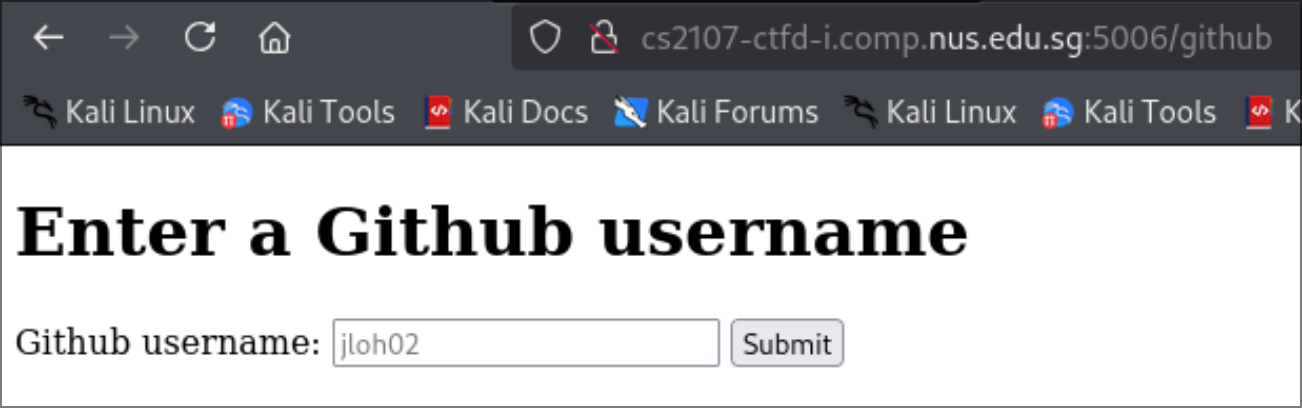 cs2107-ctfd-i.comp.nus.edu.sg:5006/github
Kali Linux Kali Tools Kali Docs Kali Forums Kali Linux Kali Tools K
Enter a Github username
Github username: jloh02 Submit